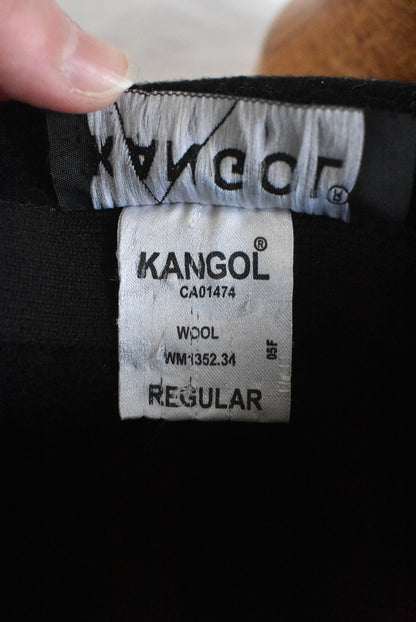 KANGOL®
KANGOL®
CA01474
WOOL
WM1352.34
05F
REGULAR